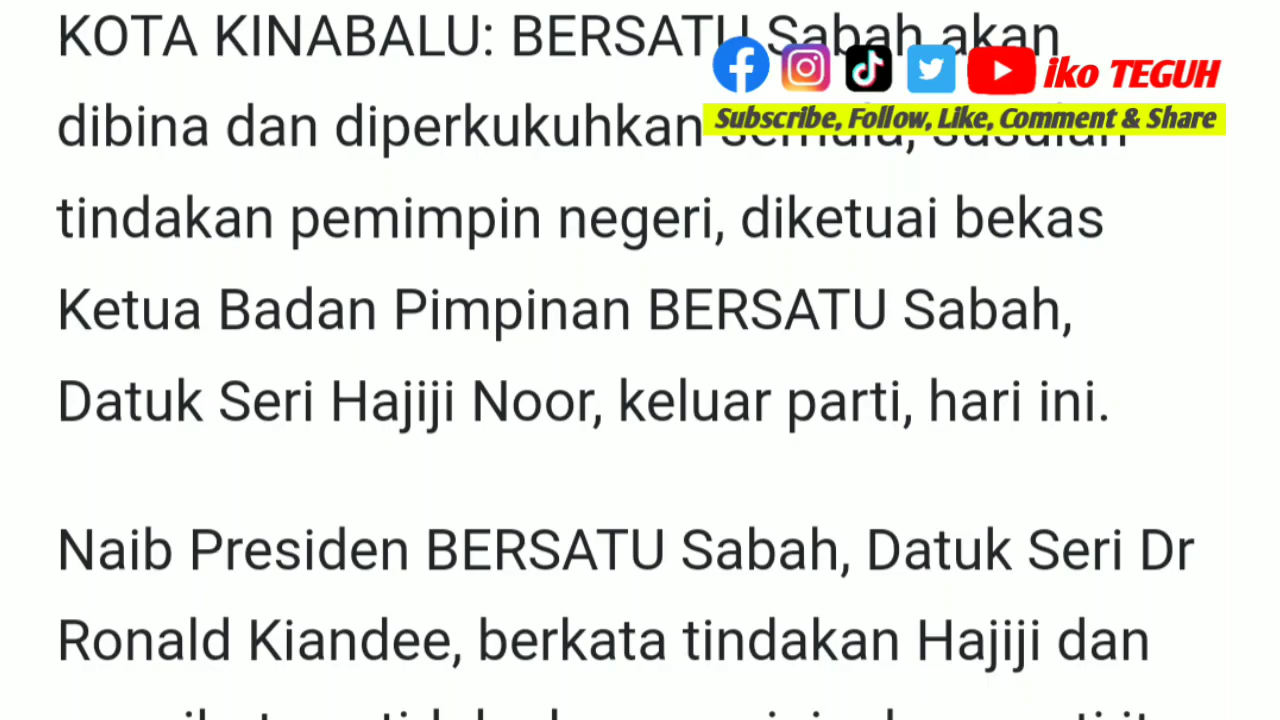 KOTA KINABALU: BERSATU Sabah akan
iko TEGUH
dibina dan diperkukuhkan semula, susulan
Subscribe, Follow, Like, Comment & Share
tindakan pemimpin negeri, diketuai bekas
Ketua Badan Pimpinan BERSATU Sabah,
Datuk Seri Hajiji Noor, keluar parti, hari ini.
Naib Presiden BERSATU Sabah, Datuk Seri Dr
Ronald Kiandee, berkata tindakan Hajiji dan